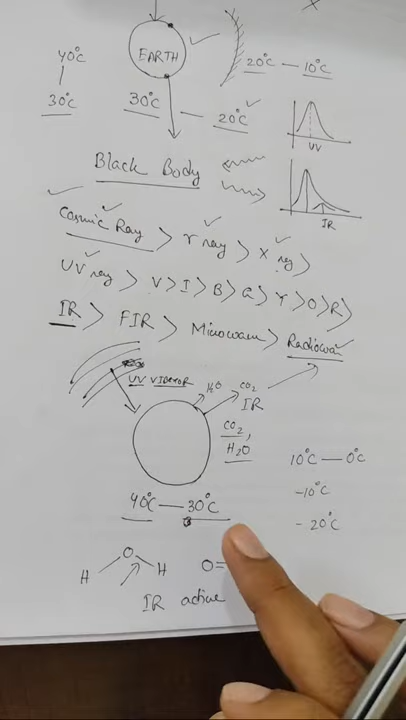 EARTH
40°C
30°C
20°C — 10°C
30°C — 20°C
UV
Black Body
IR
Cosmic Ray > γ ray > X ray >
UV ray > V > I > B > G > Y > O > R >
IR > FIR > Microwave > Radiowave
UV VIBGYOR
H₂O
CO₂
IR
CO₂,
H₂O
10°C — 0°C
-10°C
- 20°C
40°C — 30°C
H O H
O=
IR active